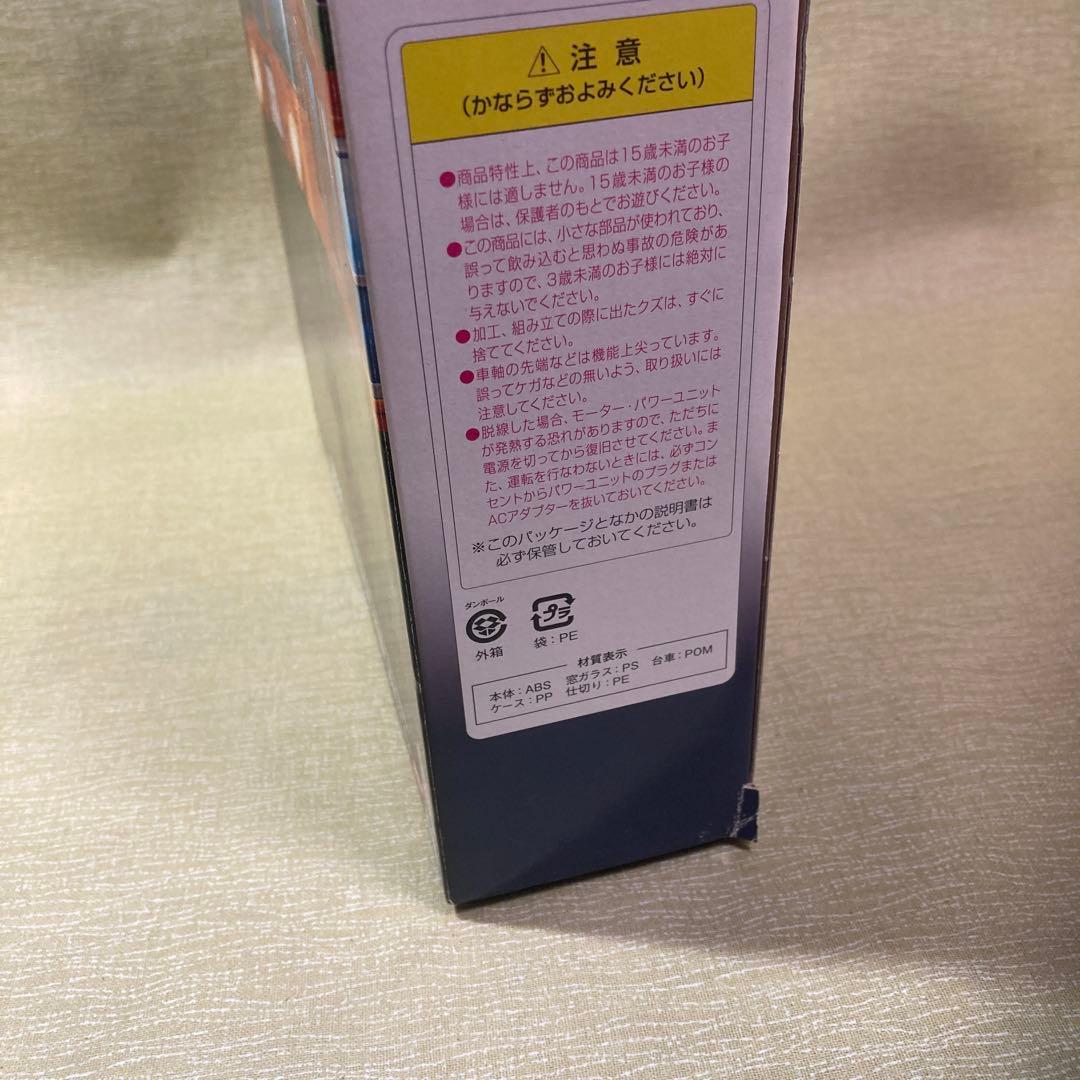 ⚠ 注意
(かならずおよみください)
●商品特性上、この商品は15歳未満のお子
様には適しません。15歳未満のお子様の
場合は、保護者のもとでお遊びください。
●この商品には、小さな部品が使われており、
誤って飲み込むと思わぬ事故の危険があ
りますので、3歳未満のお子様には絶対に
与えないでください。
●加工、組み立ての際に出たクズは、すぐに
捨ててください。
●車軸の先端などは機能上尖っています。
誤ってケガなどの無いよう、取り扱いには
注意してください。
●脱線した場合、モーター・パワーユニット
が発熱する恐れがありますので、ただちに
電源を切ってから復旧させてください。ま
た、運転を行なわないときには、必ずコン
セントからパワーユニットのプラグまたは
ACアダプターを抜いておいてください。
※このパッケージとなかの説明書は
必ず保管しておいてください。
ダンボール
外箱
プラ
袋:PE
材質表示
本体:ABS 窓ガラス:PS 台車:POM
ケース:PP 仕切り:PE